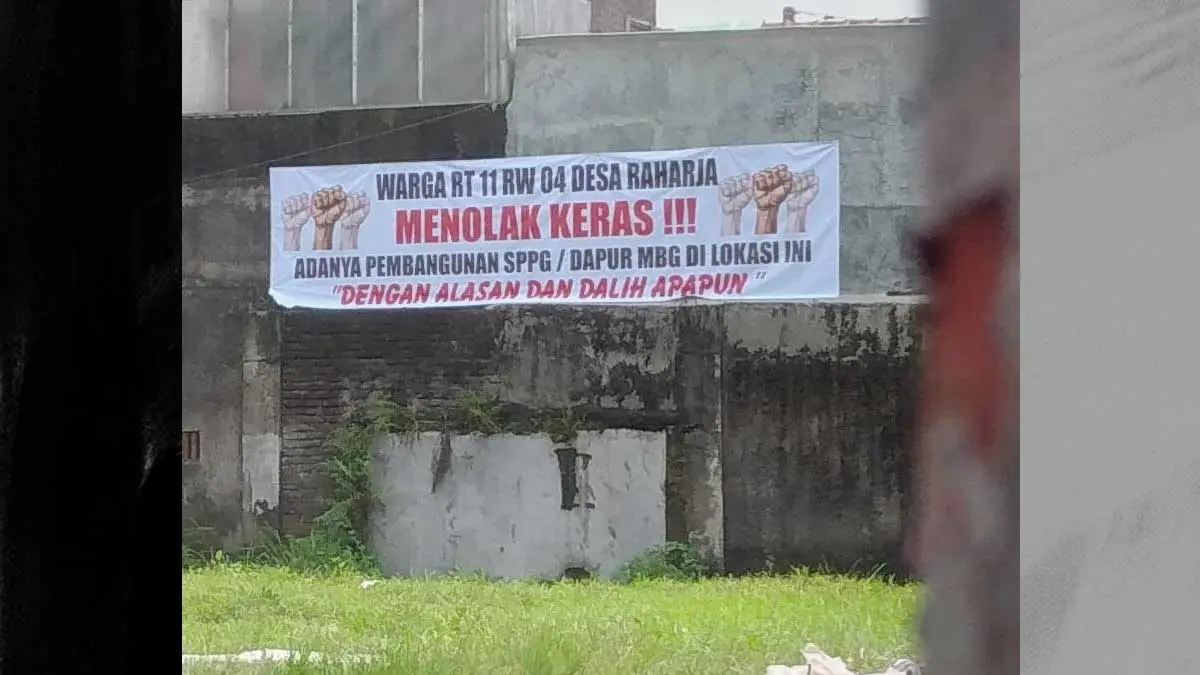 WARGA RT 11 RW 04 DESA RAHARJA
MENOLAK KERAS !!!
ADANYA PEMBANGUNAN SPPG / DAPUR MBG DI LOKASI INI
"DENGAN ALASAN DAN DALIH APAPUN "